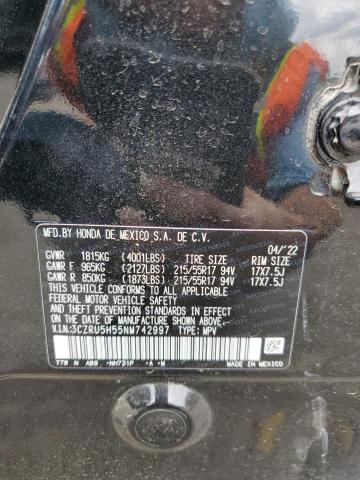 MFD.BY HONDA DE MEXICO S.A. DE C.V.
04/'22
GVWR 1815KG (4001LBS) TIRE SIZE RIM SIZE
GAWR F 965KG (2127LBS) 215/55R17 94V 17X7.5J
GAWR R 850KG (1873LBS) 215/55R17 94V 17X7.5J
THIS VEHICLE CONFORMS TO ALL
APPLICABLE FEDERAL MOTOR VEHICLE
SAFETY, BUMPER, AND THEFT PREVENTION
STANDARDS IN EFFECT ON THE DATE OF
MANUFACTURE SHOWN ABOVE.
V.I.N.:3CZRU5H55NM742997 TYPE: MPV
NH731P -A -M MADE IN MEXICO